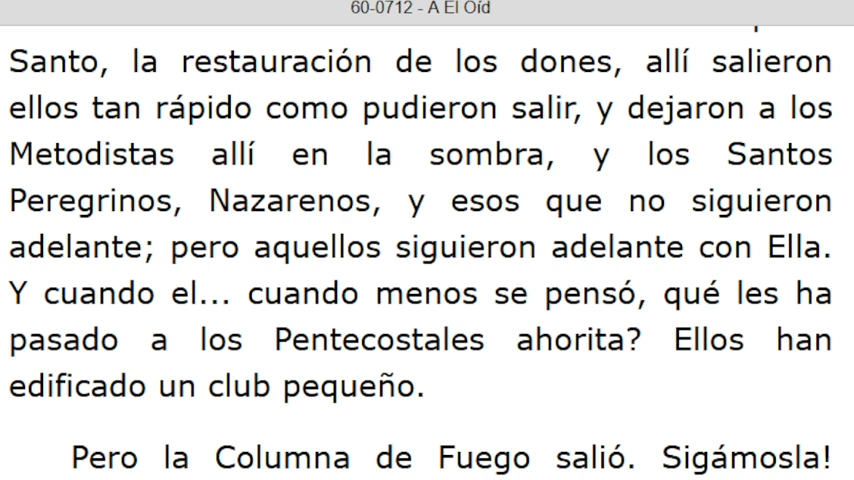 60-0712 - A El Oíd
Santo, la restauración de los dones, allí salieron
ellos tan rápido como pudieron salir, y dejaron a los
Metodistas allí en la sombra, y los Santos
Peregrinos, Nazarenos, y esos que no siguieron
adelante; pero aquellos siguieron adelante con Ella.
Y cuando el... cuando menos se pensó, qué les ha
pasado a los Pentecostales ahorita? Ellos han
edificado un club pequeño.
Pero la Columna de Fuego salió. Sigámosla!